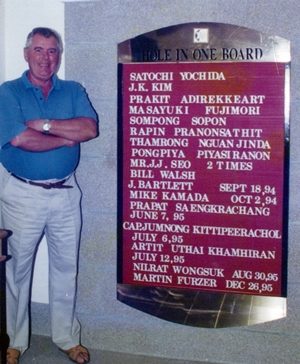 HOLE IN ONE BOARD
SATOCHI YOCHIDA
J.K. KIM
PRAKIT ADIREKKEART
MASAYUKI FUJIMORI
SOMPONG SOPON
RAPIN PRANONSATHIT
THAMRONG NGUANJINDA
PONGPIYA PIYASIRANON
MR.J.J. SEO 2 TIMES
BILL WALSH
J.BARTLETT SEPT 18,94
MIKE KAMADA OCT 2,94
PRAPAT SAENGKRACHANG
JUNE 7, 95
CAPJUMNONG KITTIPEERACHOL
JULY 6,95
ARTIT UTHAI KHAMHIRAN
JULY 12,95
NILRAT WONGSUK AUG 30,95
MARTIN FURZER DEC 26,95